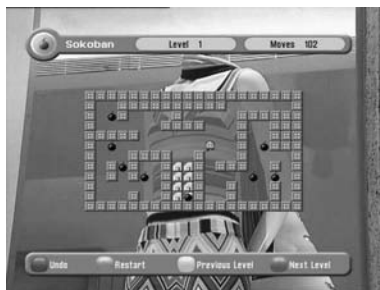 Sokoban Level 1 Moves 102
Undo Restart Previous Level Next Level